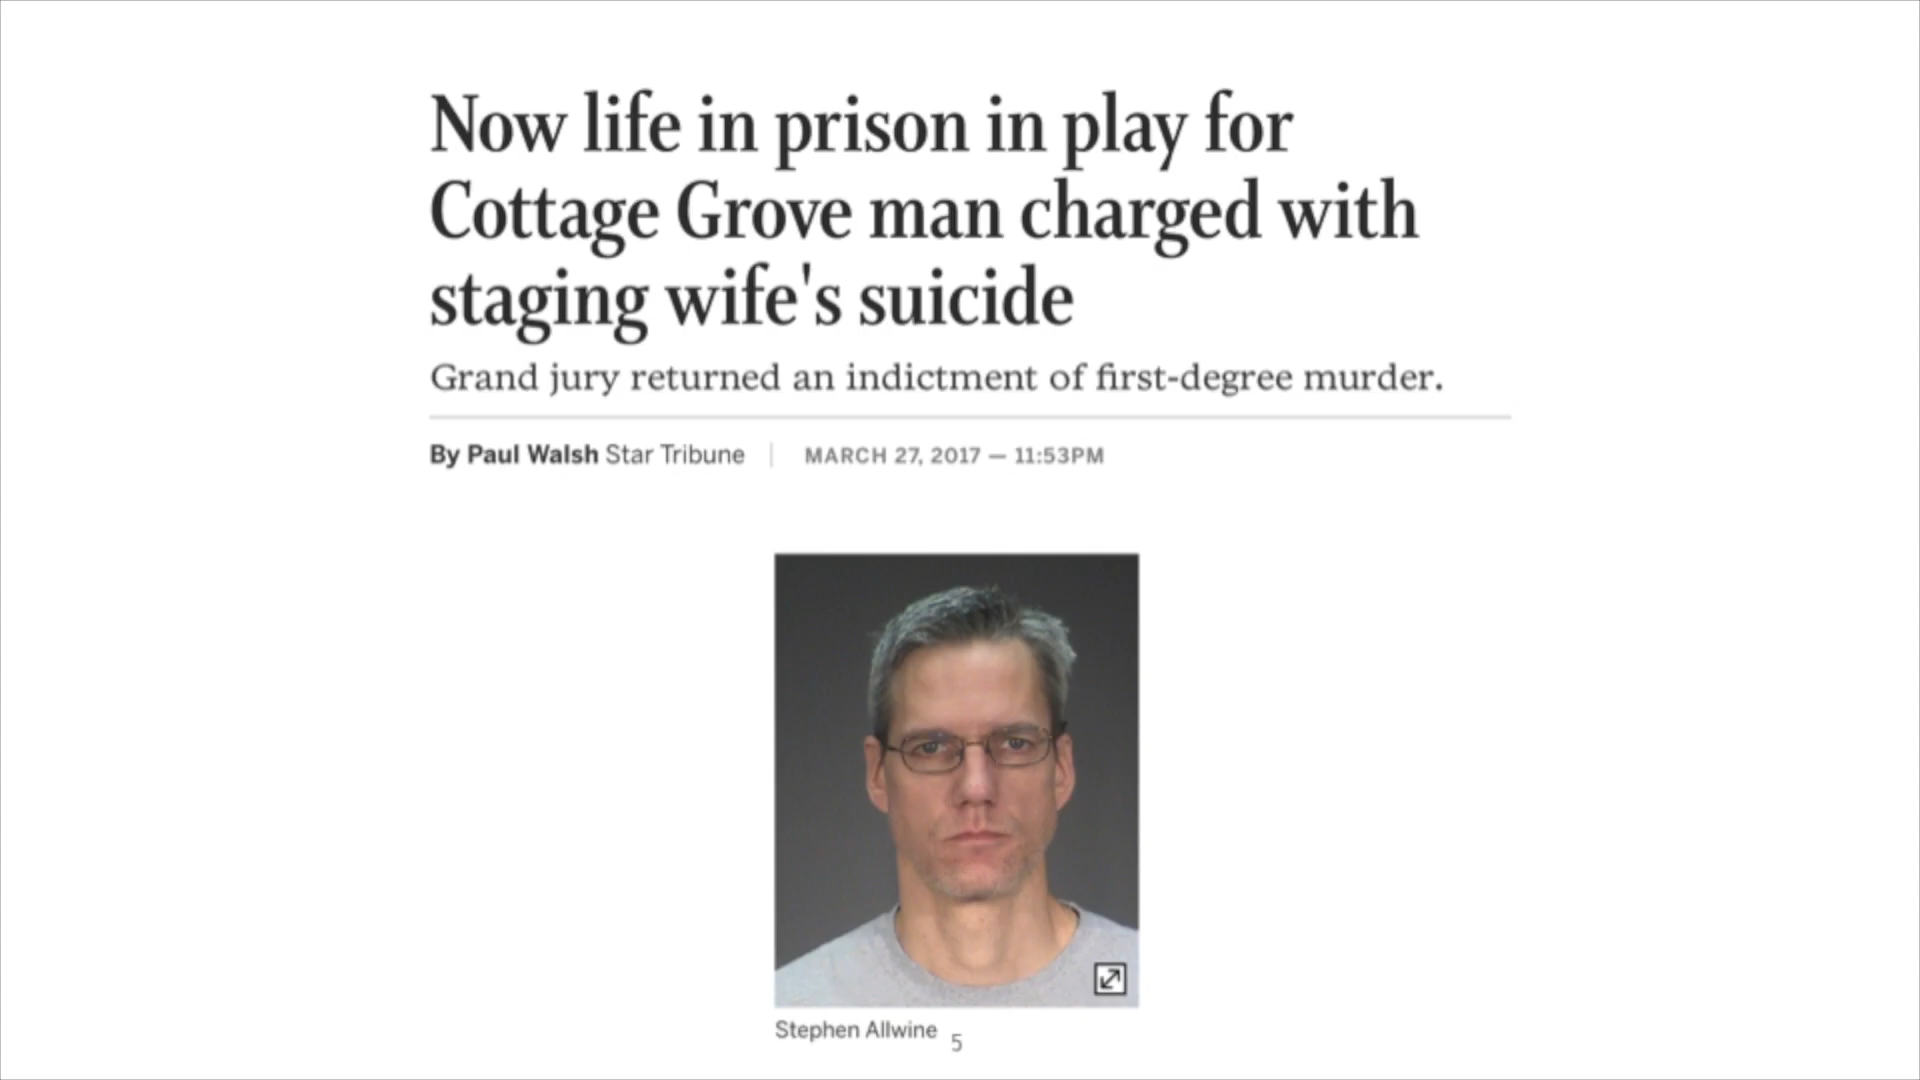 Now life in prison in play for
Cottage Grove man charged with
staging wife's suicide
Grand jury returned an indictment of first-degree murder.
By Paul Walsh Star Tribune | MARCH 27, 2017 — 11:53PM
Stephen Allwine
5